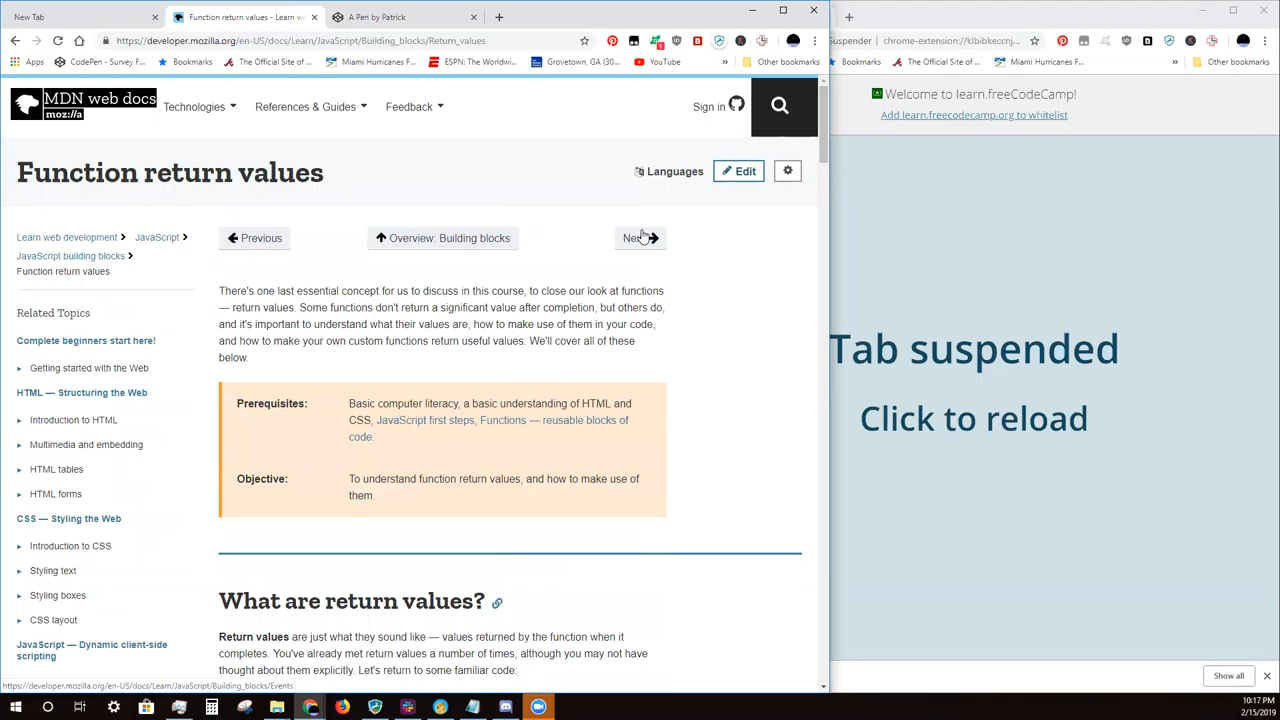 New Tab
Function return values - Learn w
A Pen by Patrick
https://developer.mozilla.org/en-US/docs/Learn/JavaScript/Building_blocks/Return_values
Suspender
chrome-extension://klbibkeccnj...
Apps
CodePen - Survey F...
Bookmarks
The Official Site of...
Miami Hurricanes F...
ESPN: The Worldwi...
Grovetown, GA (30...
YouTube
»
Other bookmarks
Bookmarks
The Official Site of...
Miami Hurricanes F...
»
Other bookmarks
MDN web docs
moz://a
Technologies
References & Guides
Feedback
Sign in
Welcome to learn.freeCodeCamp!
Add learn.freecodecamp.org to whitelist
Function return values
Languages
Edit
Learn web development
JavaScript
JavaScript building blocks
Function return values
Previous
Overview: Building blocks
There's one last essential concept for us to discuss in this course, to close our look at functions
— return values. Some functions don't return a significant value after completion, but others do,
and it's important to understand what their values are, how to make use of them in your code,
and how to make your own custom functions return useful values. We'll cover all of these
below.
Related Topics
Complete beginners start here!
Getting started with the Web
HTML — Structuring the Web
Introduction to HTML
Multimedia and embedding
HTML tables
HTML forms
CSS — Styling the Web
Introduction to CSS
Styling text
Styling boxes
CSS layout
JavaScript — Dynamic client-side
scripting
Prerequisites:
Basic computer literacy, a basic understanding of HTML and
CSS, JavaScript first steps, Functions — reusable blocks of
code.
Objective:
To understand function return values, and how to make use of
them.
What are return values?
Return values are just what they sound like — values returned by the function when it
completes. You've already met return values a number of times, although you may not have
thought about them explicitly. Let's return to some familiar code:
https://developer.mozilla.org/en-US/docs/Learn/JavaScript/Building_blocks/Events
Tab suspended
Click to reload
Show all
10:17 PM
2/15/2019